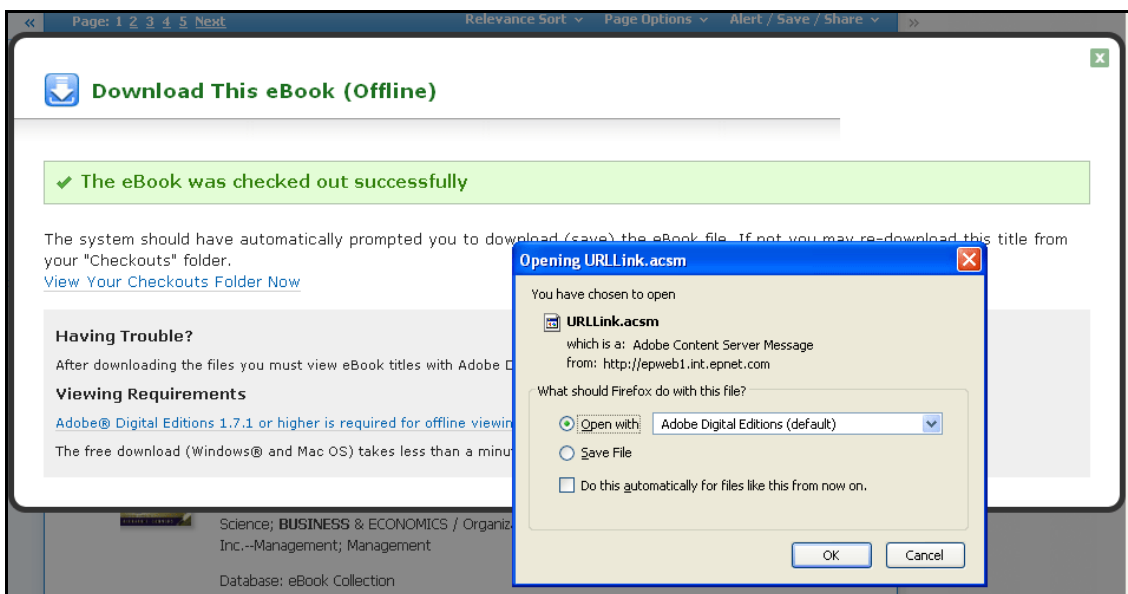 « Page: 1 2 3 4 5 Next Relevance Sort Page Options Alert / Save / Share »
Download This eBook (Offline)
The eBook was checked out successfully
The system should have automatically prompted you to download (save) the eBook file. If not you may re-download this title from
your "Checkouts" folder.
View Your Checkouts Folder Now
Having Trouble?
After downloading the files you must view eBook titles with Adobe D
Viewing Requirements
Adobe® Digital Editions 1.7.1 or higher is required for offline viewin
The free download (Windows® and Mac OS) takes less than a minu
Opening URLLink.acsm
You have chosen to open
URLLink.acsm
which is a: Adobe Content Server Message
from: http://epweb1.int.epnet.com
What should Firefox do with this file?
Open with Adobe Digital Editions (default)
Save File
Do this automatically for files like this from now on.
OK Cancel
Science; BUSINESS & ECONOMICS / Organiz
Inc.--Management; Management
Database: eBook Collection